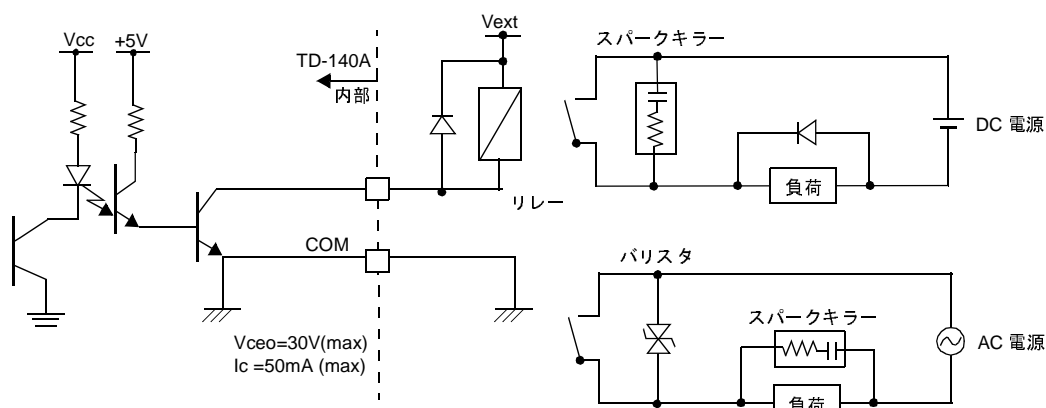 Vcc
+5V
TD-140A
内部
Vext
リレー
COM
Vceo=30V(max)
Ic =50mA (max)
スパークキラー
DC 電源
負荷
バリスタ
スパークキラー
AC 電源
負荷